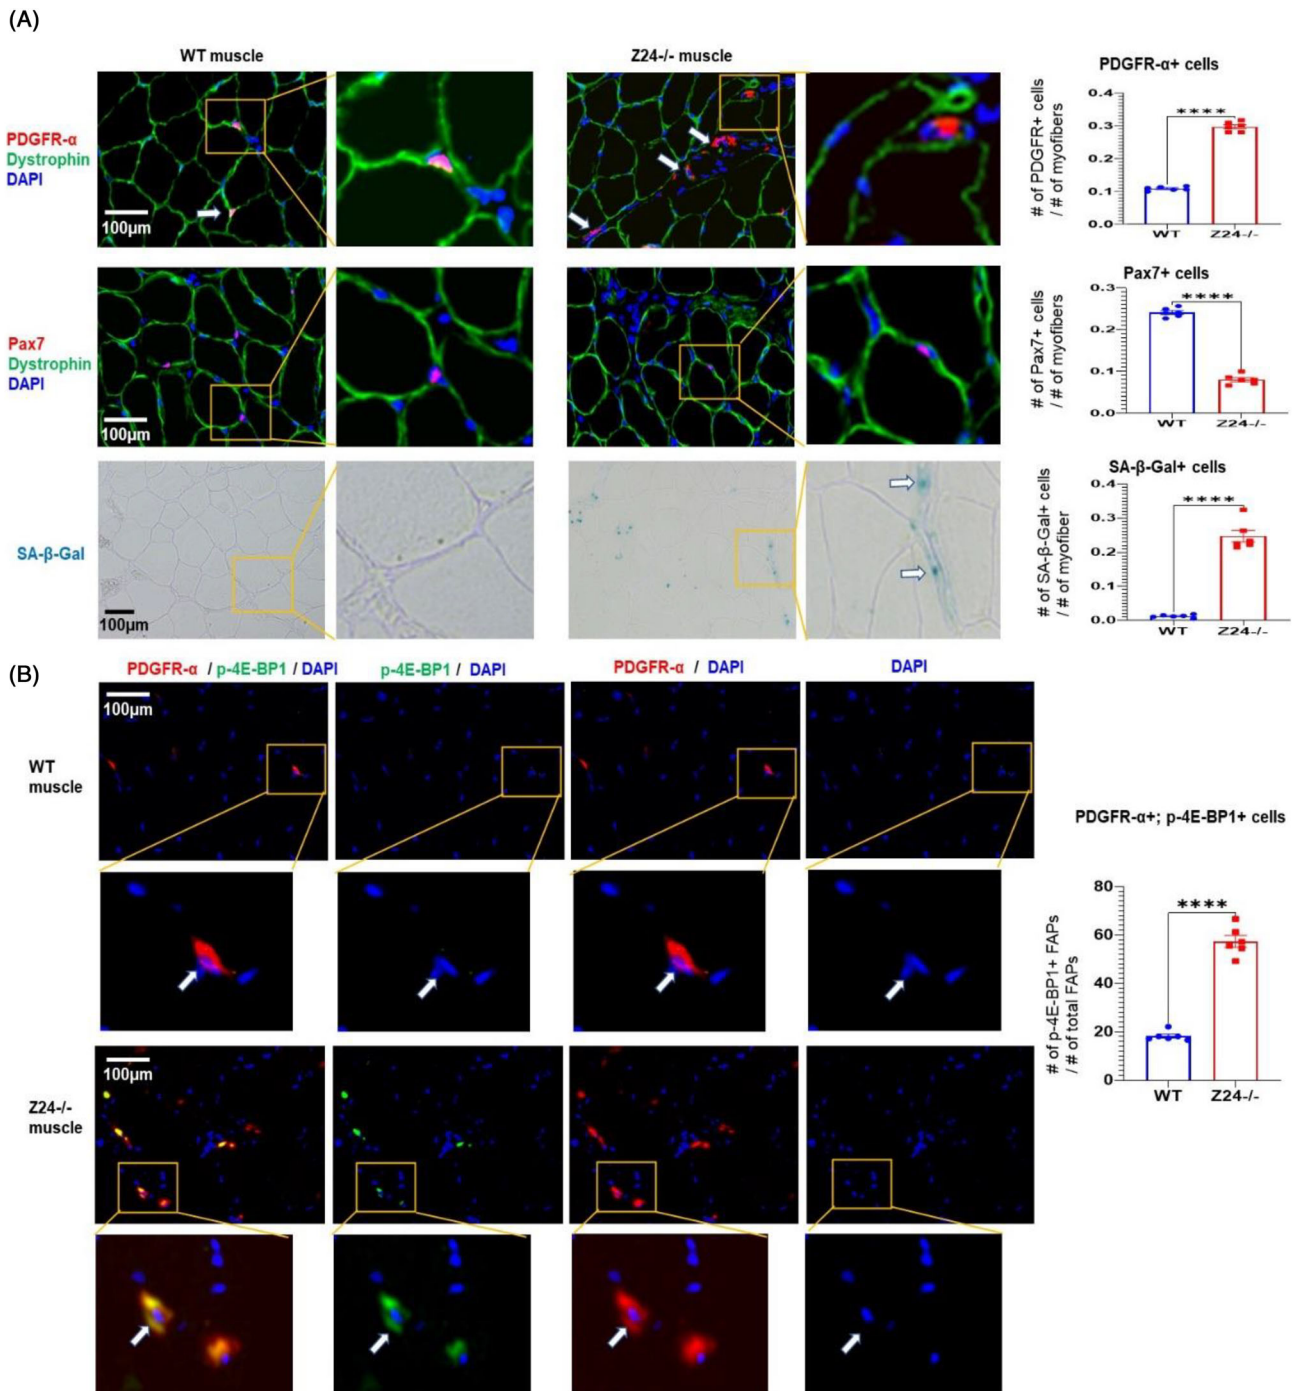 (A)
WT muscle
Z24-/- muscle
PDGFR-α
Dystrophin
DAPI
100μm
PDGFR-α+ cells
# of PDGFR+ cells
/ # of myofibers
0.4
0.3
0.2
0.1
0.0
****
WT
Z24-/-
Pax7
Dystrophin
DAPI
100μm
Pax7+ cells
# of Pax7+ cells
/ # of myofibers
0.3
0.2
0.1
0.0
****
WT
Z24-/-
SA-β-Gal
100μm
SA-β-Gal+ cells
# of SA-β-Gal+ cells
/ # of myofiber
0.4
0.3
0.2
0.1
0.0
****
WT
Z24-/-
(B)
PDGFR-α / p-4E-BP1 / DAPI
p-4E-BP1 / DAPI
PDGFR-α / DAPI
DAPI
100μm
WT
muscle
100μm
Z24-/-
muscle
PDGFR-α+; p-4E-BP1+ cells
# of p-4E-BP1+ FAPs
/ # of total FAPs
80
60
40
20
0
****
WT
Z24-/-